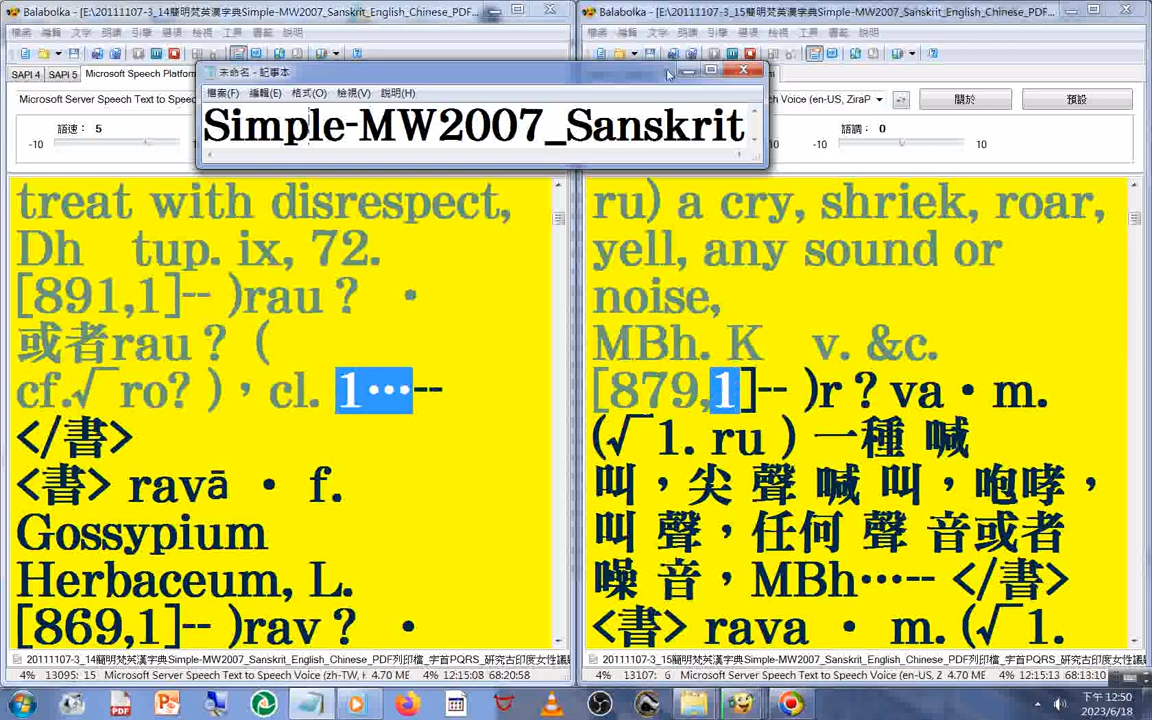 Balabolka - [E:\20111107-3_14簡明梵英漢字典Simple-MW2007_Sanskrit_English_Chinese_PDF...
Balabolka - [E:\20111107-3_15簡明梵英漢字典Simple-MW2007_Sanskrit_English_Chinese_PDF...
SAPI 4 SAPI 5 Microsoft Speech Platform
未命名 - 記事本
檔案(F) 編輯(E) 格式(O) 檢視(V) 說明(H)
Simple-MW2007_Sanskrit
Microsoft Server Speech Text to Spee
Voice (en-US, ZiraP
關於
預設
語速： 5
-10
語調： 0
-10
10
treat with disrespect,
Dh tup. ix, 72.
[891,1]-- )rau？ •
或者rau？（
cf.√ ro? )，cl. 1…--
</書>
<書> ravā • f.
Gossypium
Herbaceum, L.
[869,1]-- )rav？ •
ru) a cry, shriek, roar,
yell, any sound or
noise,
MBh. K v. &c.
[879,1]-- )r？va • m.
(√ 1. ru ) 一種 喊
叫，尖 聲 喊 叫，咆哮，
叫 聲，任何 聲 音或者
噪 音，MBh…-- </書>
<書> rava • m. (√ 1.
20111107-3_14簡明梵英漢字典Simple-MW2007_Sanskrit_English_Chinese_PDF列印檔_字首PQRS_研究古印度女性議
20111107-3_15簡明梵英漢字典Simple-MW2007_Sanskrit_English_Chinese_PDF列印檔_字首PQRS_研究古印度女性議
4% 13095: 15 Microsoft Server Speech Text to Speech Voice (zh-TW, H 4.70 ME 12:15:08 68:20:58
4% 13107: 6 Microsoft Server Speech Text to Speech Voice (en-US, Z 4.70 ME 12:15:13 68:13:10
下午 12:50
2023/6/18